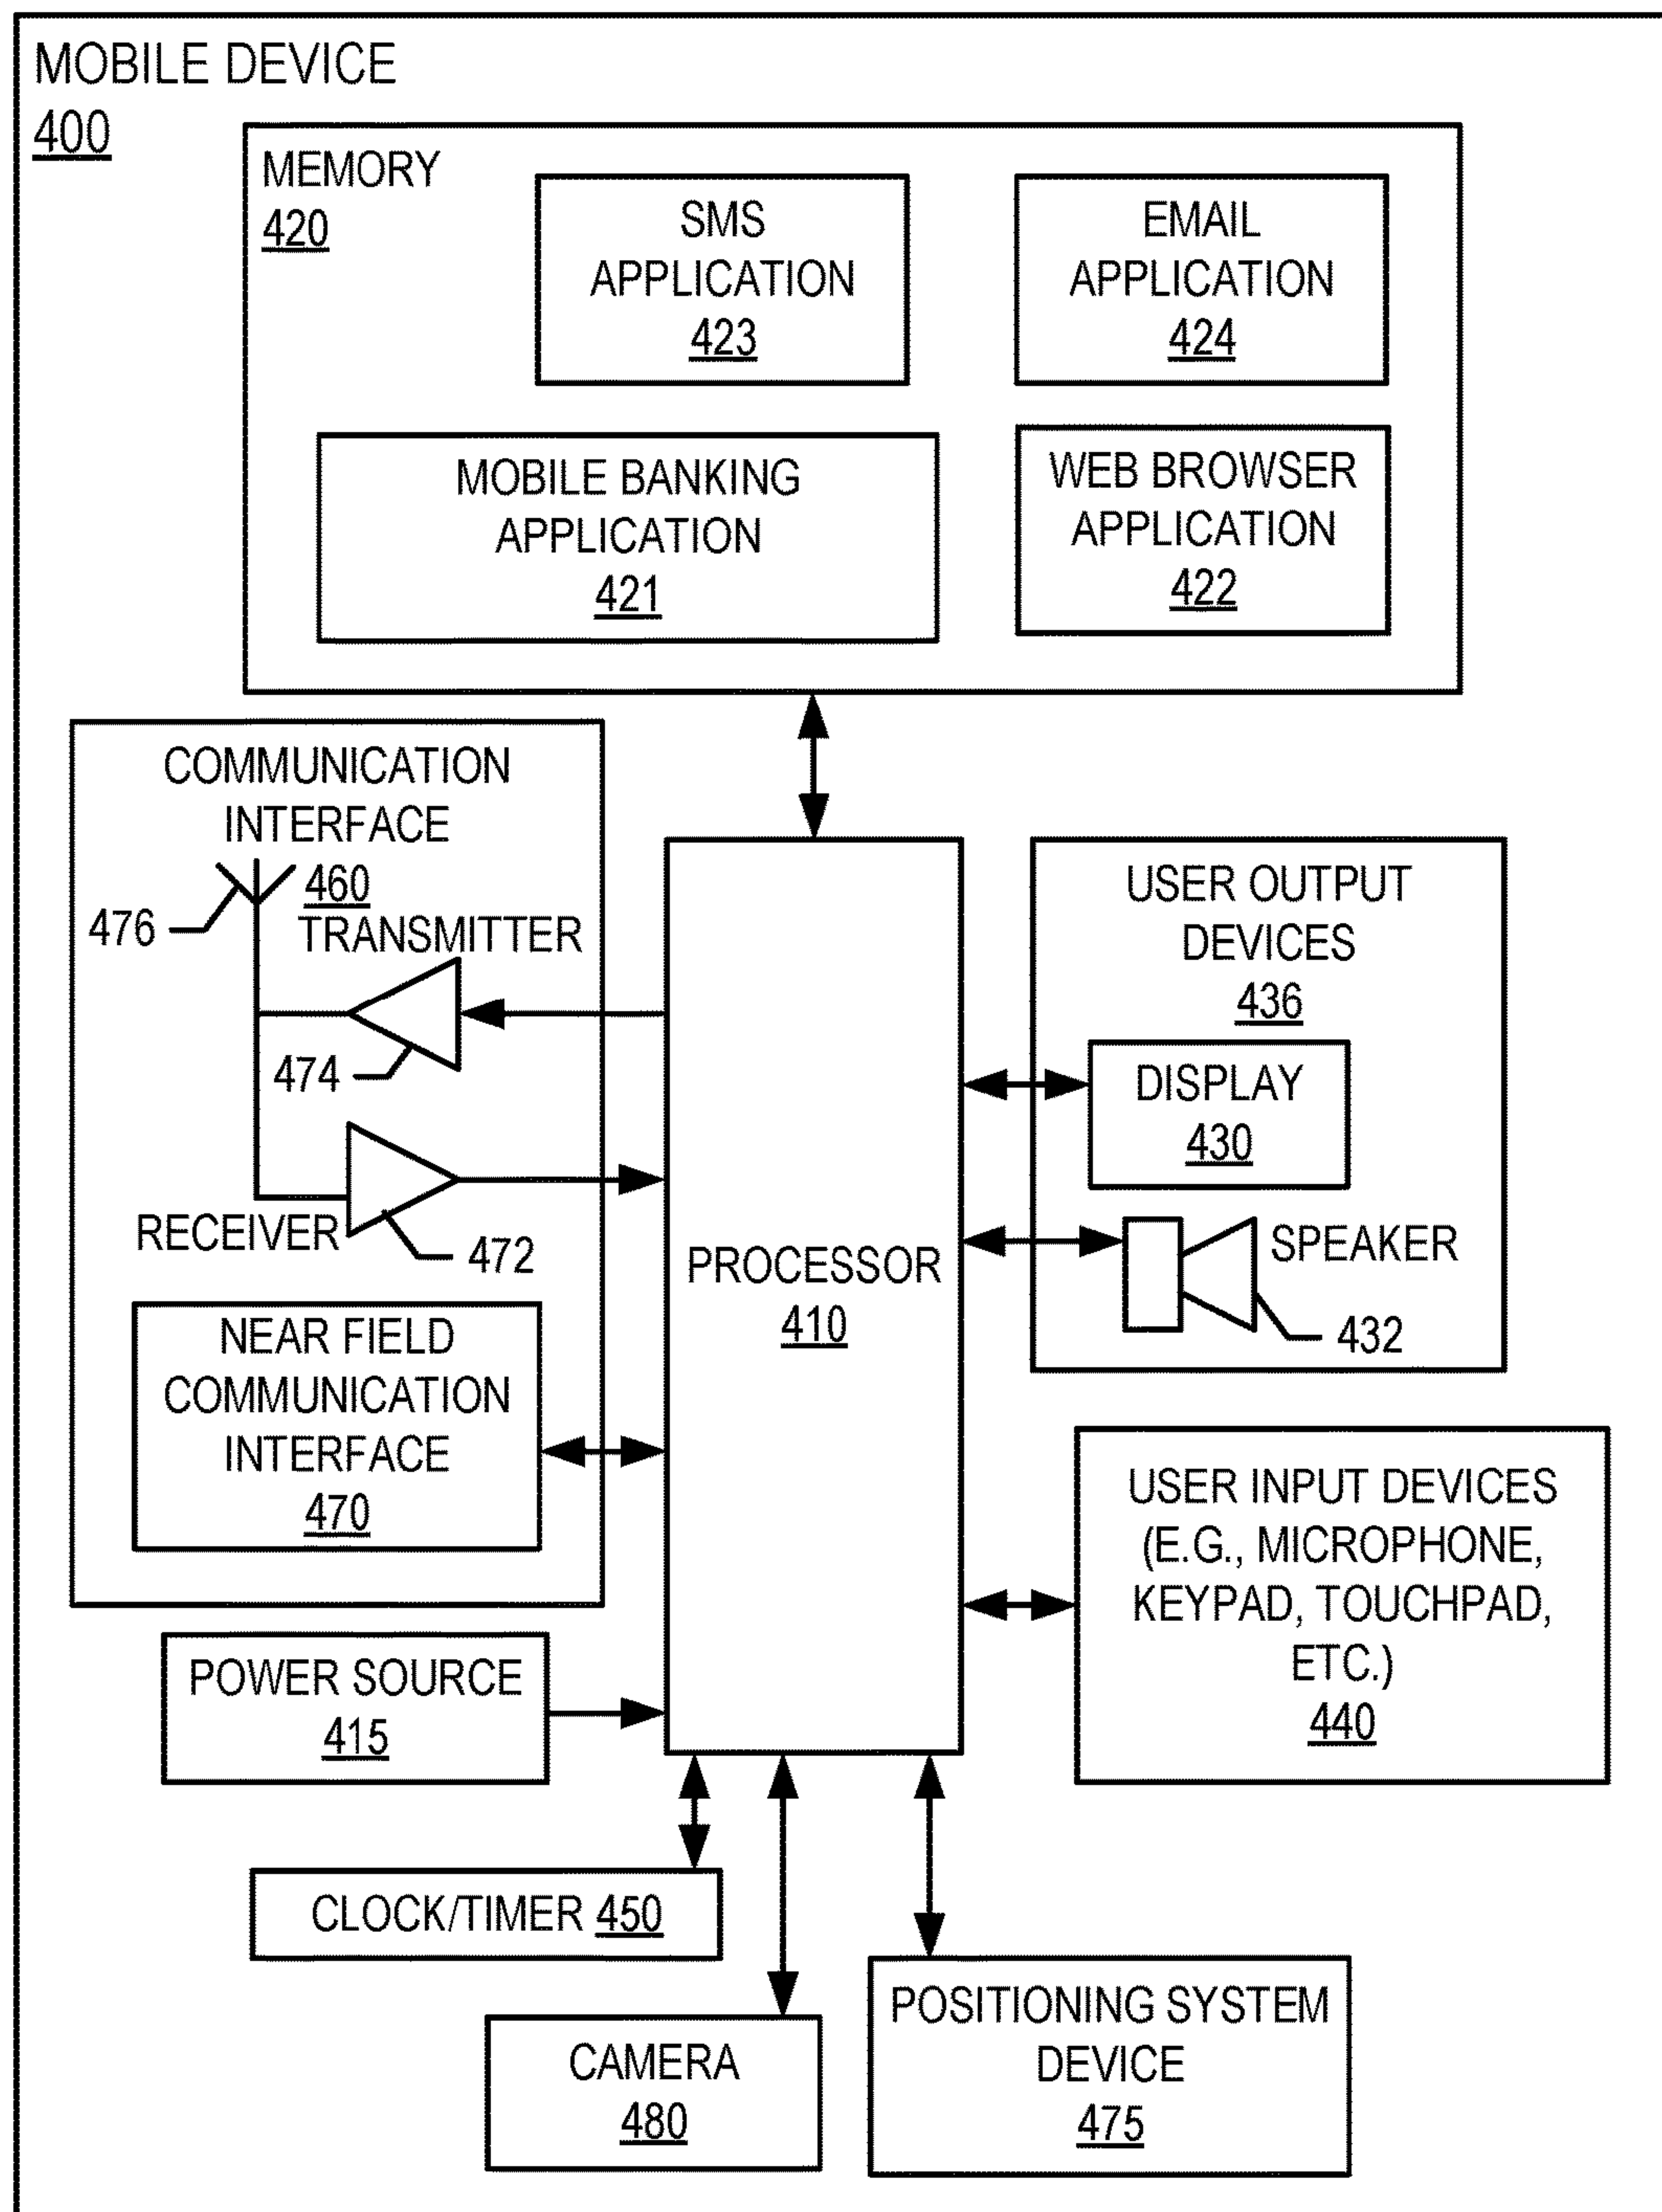 MOBILE DEVICE
400
MEMORY
420
SMS
APPLICATION
423
EMAIL
APPLICATION
424
MOBILE BANKING
APPLICATION
421
WEB BROWSER
APPLICATION
422
COMMUNICATION
INTERFACE
460
476
TRANSMITTER
474
RECEIVER
472
NEAR FIELD
COMMUNICATION
INTERFACE
470
PROCESSOR
410
USER OUTPUT
DEVICES
436
DISPLAY
430
SPEAKER
432
USER INPUT DEVICES
(E.G., MICROPHONE,
KEYPAD, TOUCHPAD,
ETC.)
440
POWER SOURCE
415
CLOCK/TIMER 450
CAMERA
480
POSITIONING SYSTEM
DEVICE
475